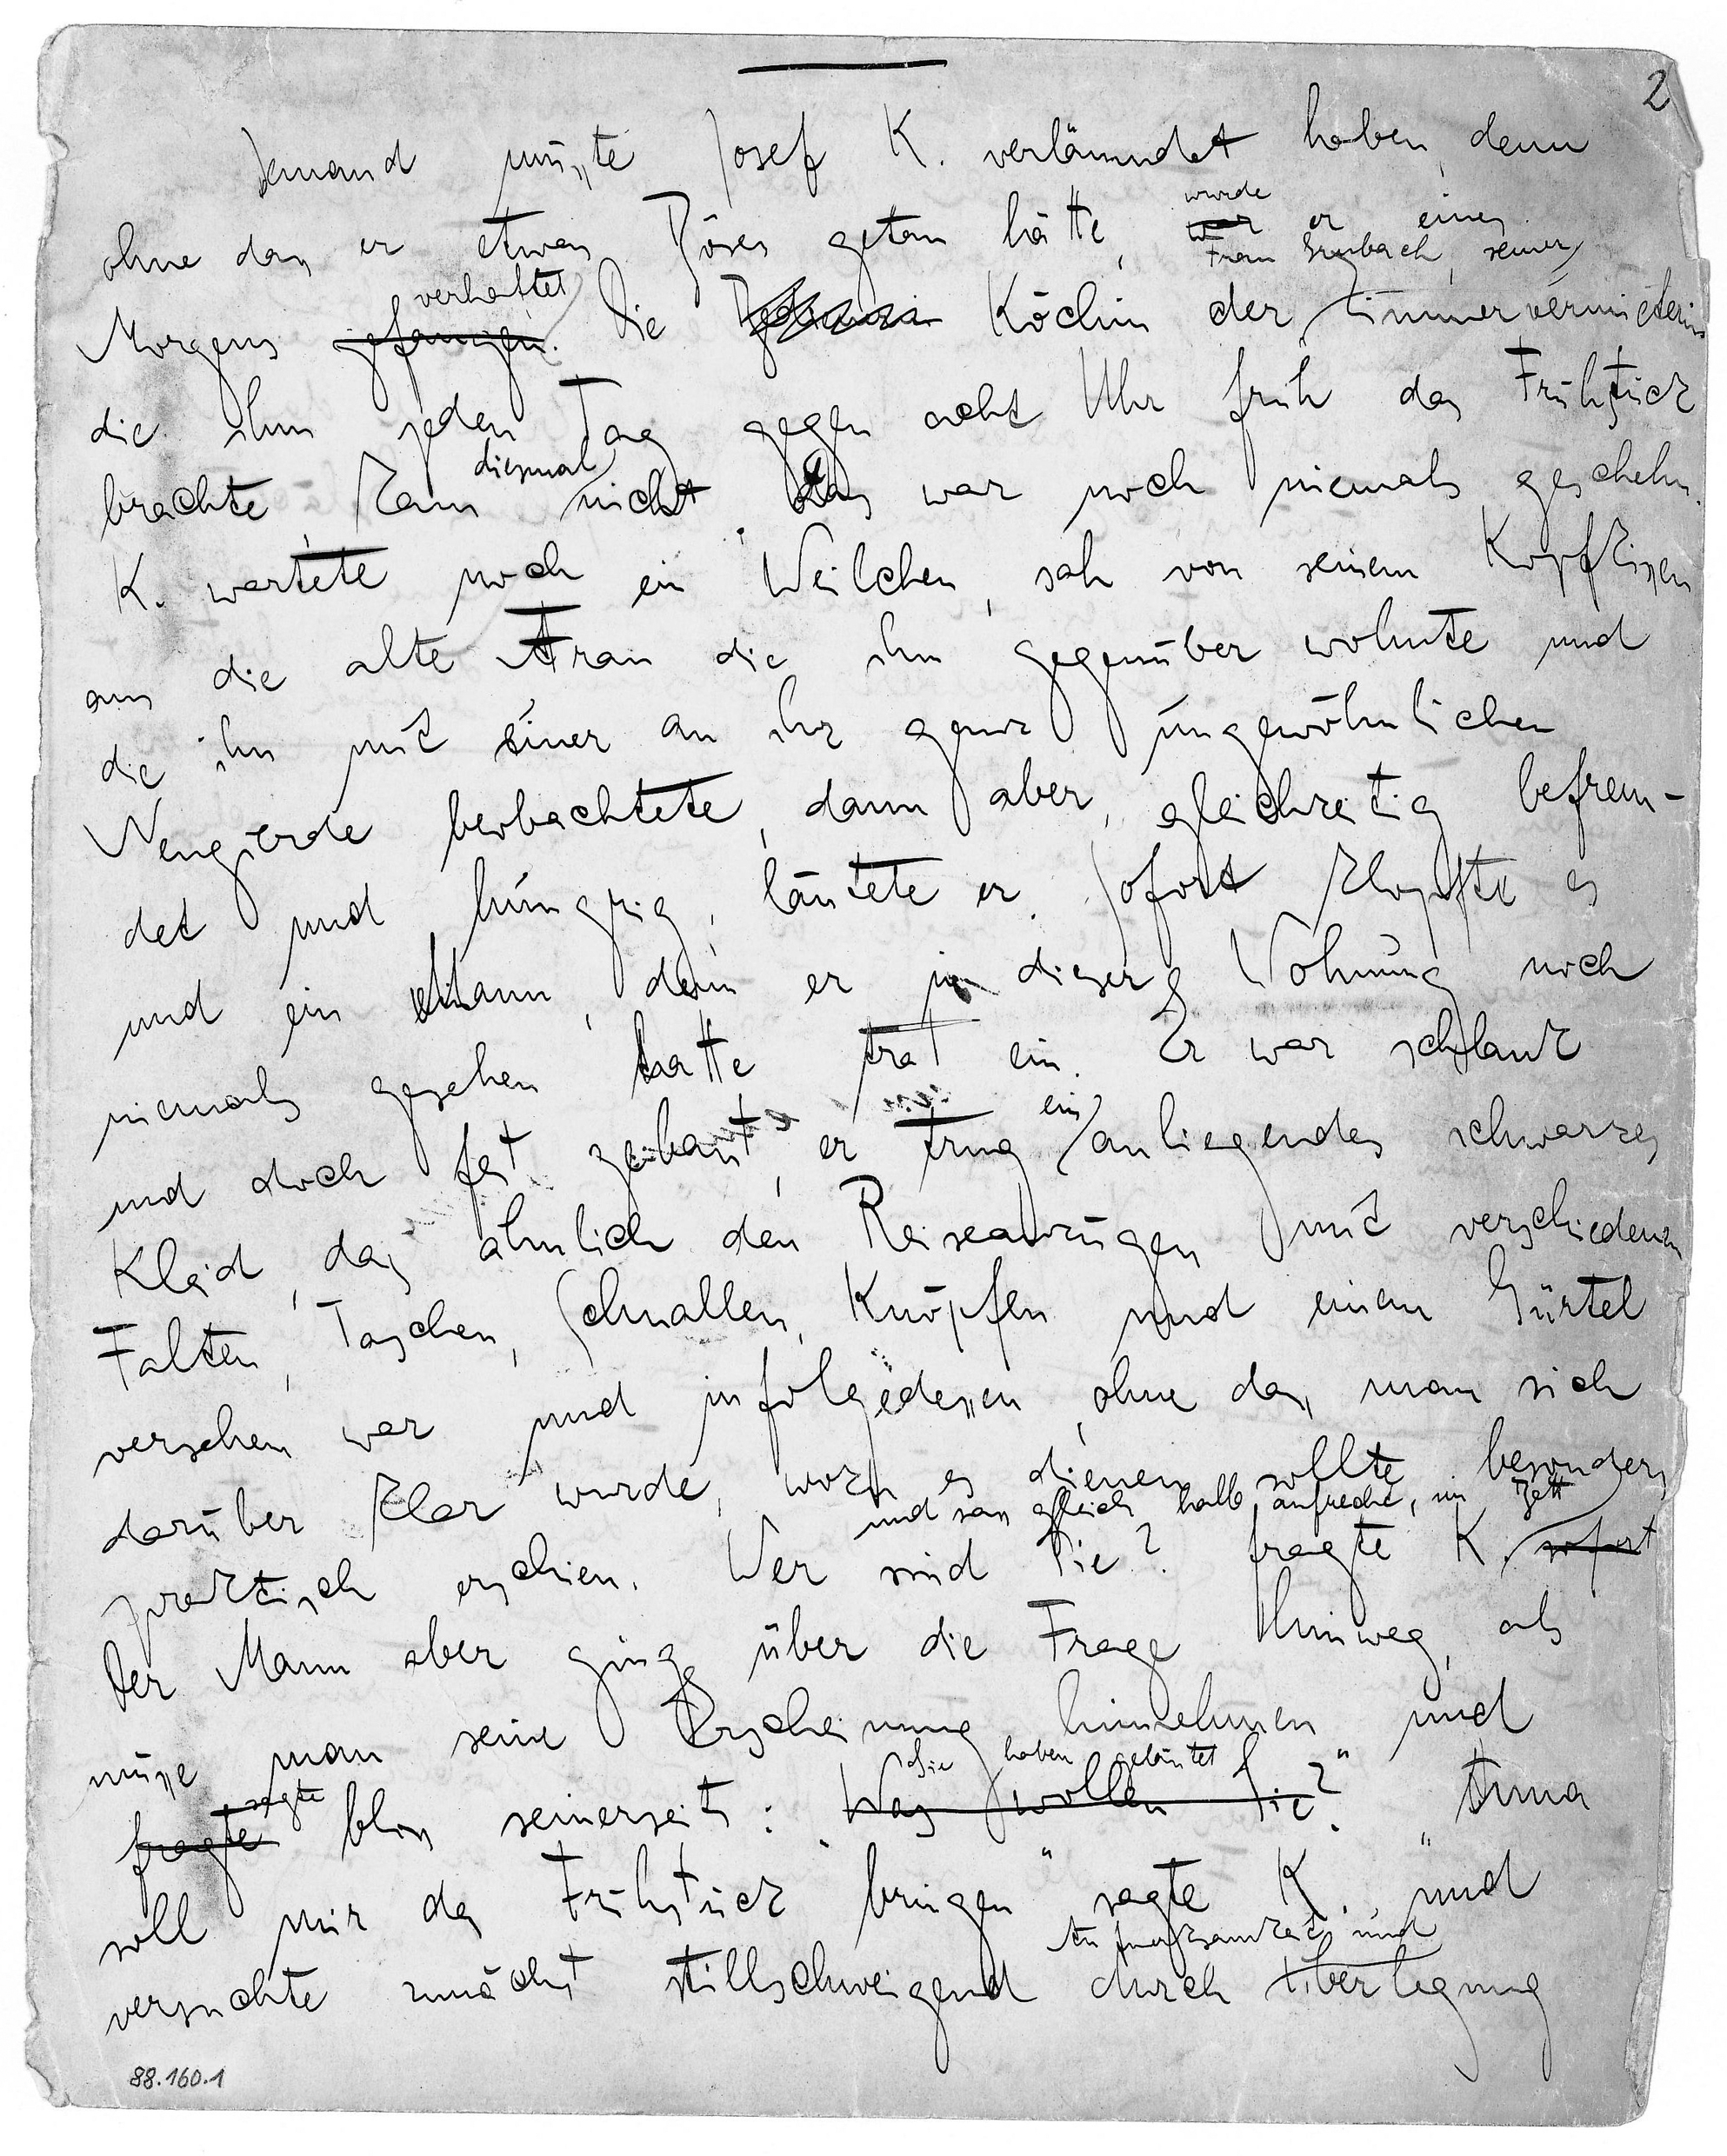 2
Jemand musste Josef K. verläumdet haben, denn
wurde
ohne dass er etwas Böses getan hätte, war er eines
verhaftet Frau Grubach, seiner
Morgens gefangen. Die Köchin der Zimmervermieterin
die ihm jeden Tag gegen acht Uhr früh das Frühstück
diesmal
brachte kam nicht. Das war noch niemals geschehn.
K. wartete noch ein Weilchen, sah von seinem Kopfkissen
aus die alte Frau die ihm gegenüber wohnte und
die ihn mit einer an ihr ganz ungewöhnlichen
Neugierde beobachtete, dann aber, gleichzeitig befrem-
det und hungrig, läutete er. Sofort klopfte es
und ein Mann, den er in dieser Wohnung noch
niemals gesehen hatte trat ein. Er war schlank
ein
und doch fest gebaut, er trug anliegendes schwarzes
Kleid, das ähnlich den Reiseanzügen mit verschiedenen
Falten, Taschen, Schnallen, Knöpfen und einem Gürtel
versehen war und infolgedessen, ohne dass man sich
darüber klar wurde, wozu es dienen sollte, besonders
und sass gleich halb aufrecht, im Bett
praktisch erschien. Wer sind Sie? fragte K. sofort
Der Mann aber ging über die Frage hinweg, als
müsse man seine Erscheinung hinnehmen und
sagte Sie haben geläutet
fragte bloss seinerseits: "Was wollen Sie?" Anna
soll mir das Frühstück bringen" sagte K. und
Aufmerksamkeit und
versuchte zunächst stillschweigend durch Überlegung
88.160.1